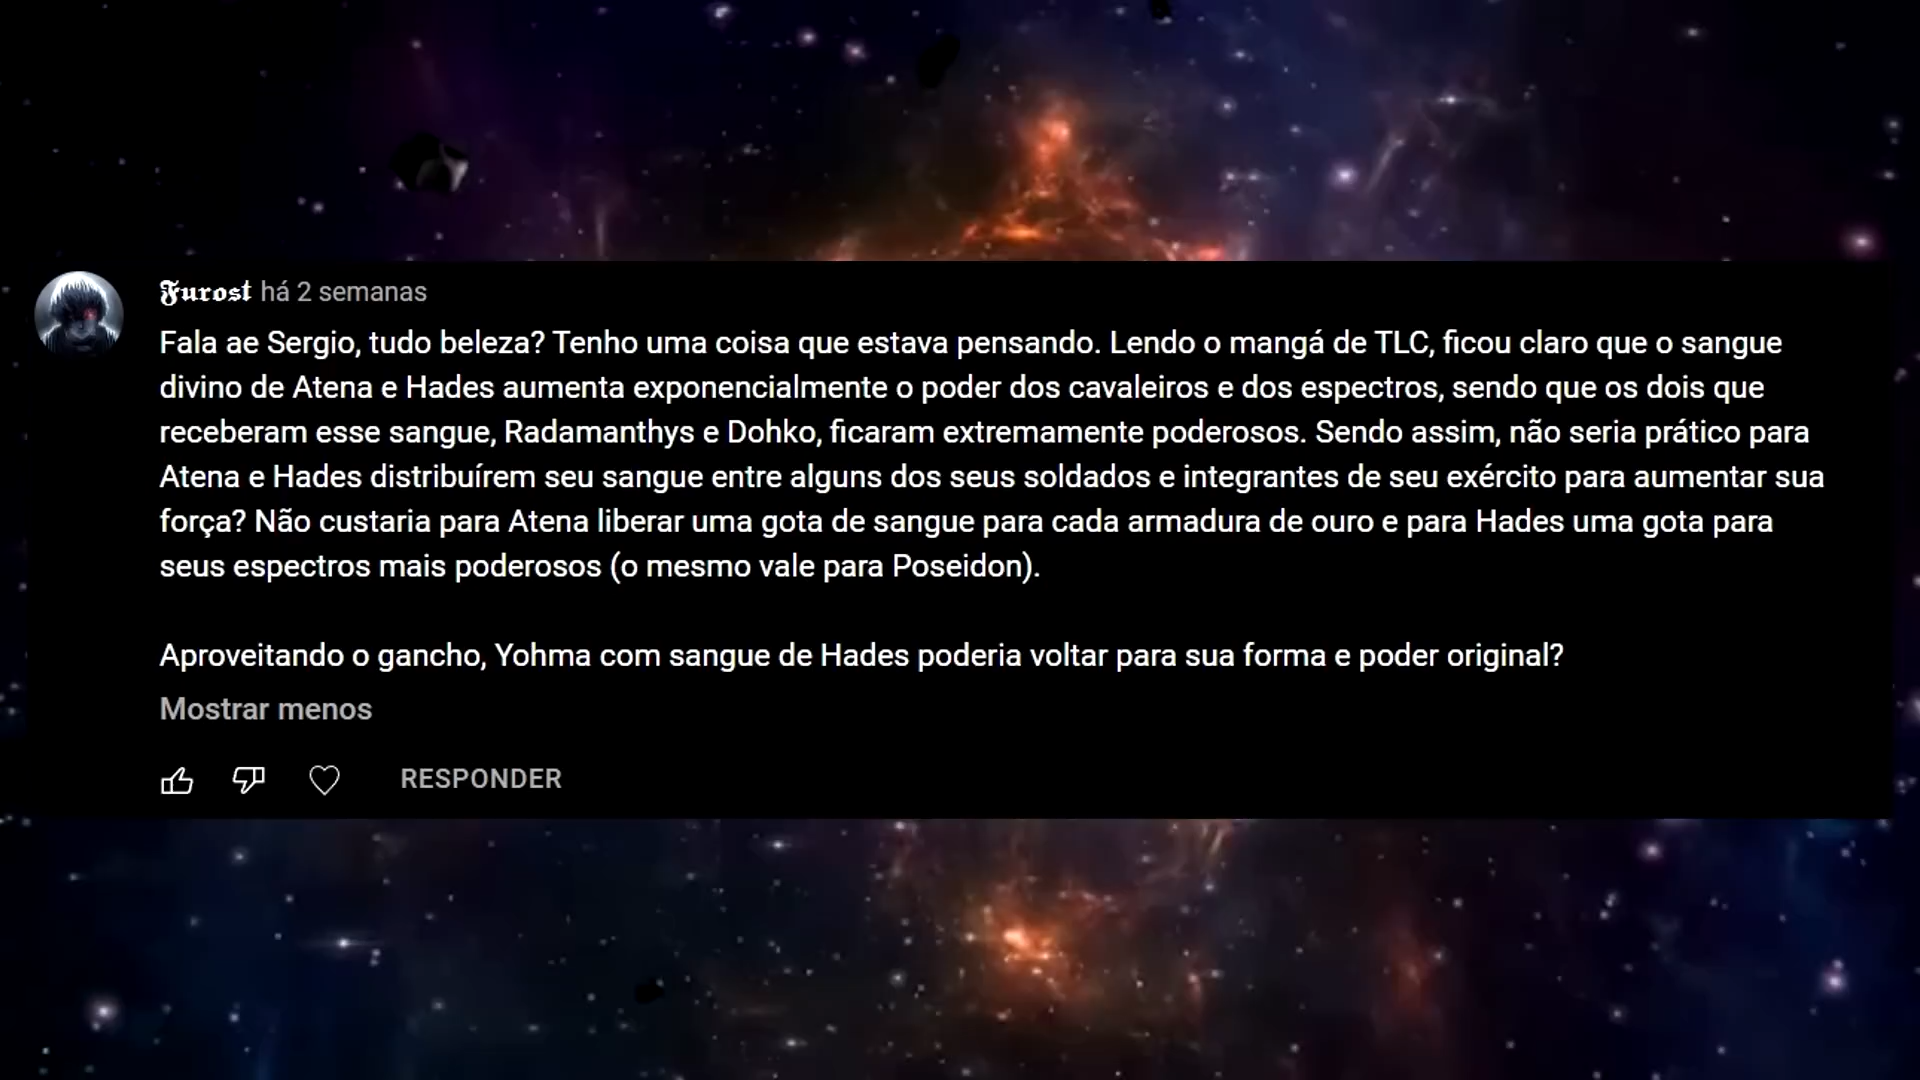 𝕱𝖚𝖗𝖔𝖘𝖙 há 2 semanas
Fala ae Sergio, tudo beleza? Tenho uma coisa que estava pensando. Lendo o mangá de TLC, ficou claro que o sangue
divino de Atena e Hades aumenta exponencialmente o poder dos cavaleiros e dos espectros, sendo que os dois que
receberam esse sangue, Radamanthys e Dohko, ficaram extremamente poderosos. Sendo assim, não seria prático para
Atena e Hades distribuírem seu sangue entre alguns dos seus soldados e integrantes de seu exército para aumentar sua
força? Não custaria para Atena liberar uma gota de sangue para cada armadura de ouro e para Hades uma gota para
seus espectros mais poderosos (o mesmo vale para Poseidon).
Aproveitando o gancho, Yohma com sangue de Hades poderia voltar para sua forma e poder original?
Mostrar menos
RESPONDER